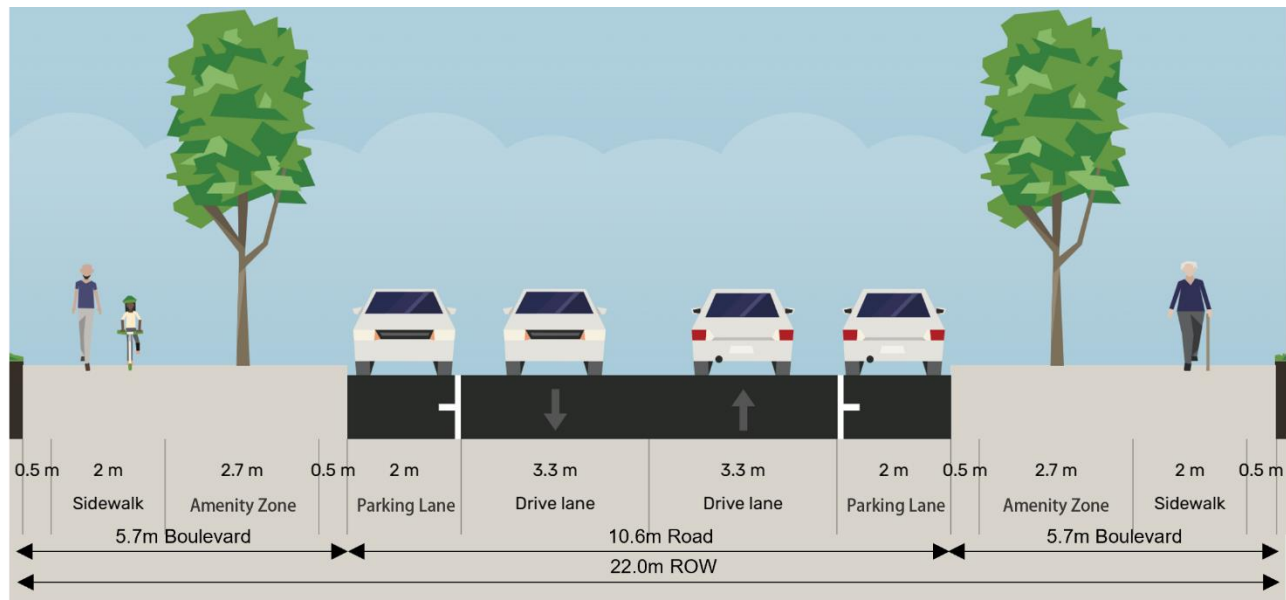 0.5 m 2 m 2.7 m 0.5 m 2 m 3.3 m 3.3 m 2 m 0.5 m 2.7 m 2 m 0.5 m
Sidewalk Amenity Zone Parking Lane Drive lane Drive lane Parking Lane Amenity Zone Sidewalk
5.7m Boulevard 10.6m Road 5.7m Boulevard
22.0m ROW